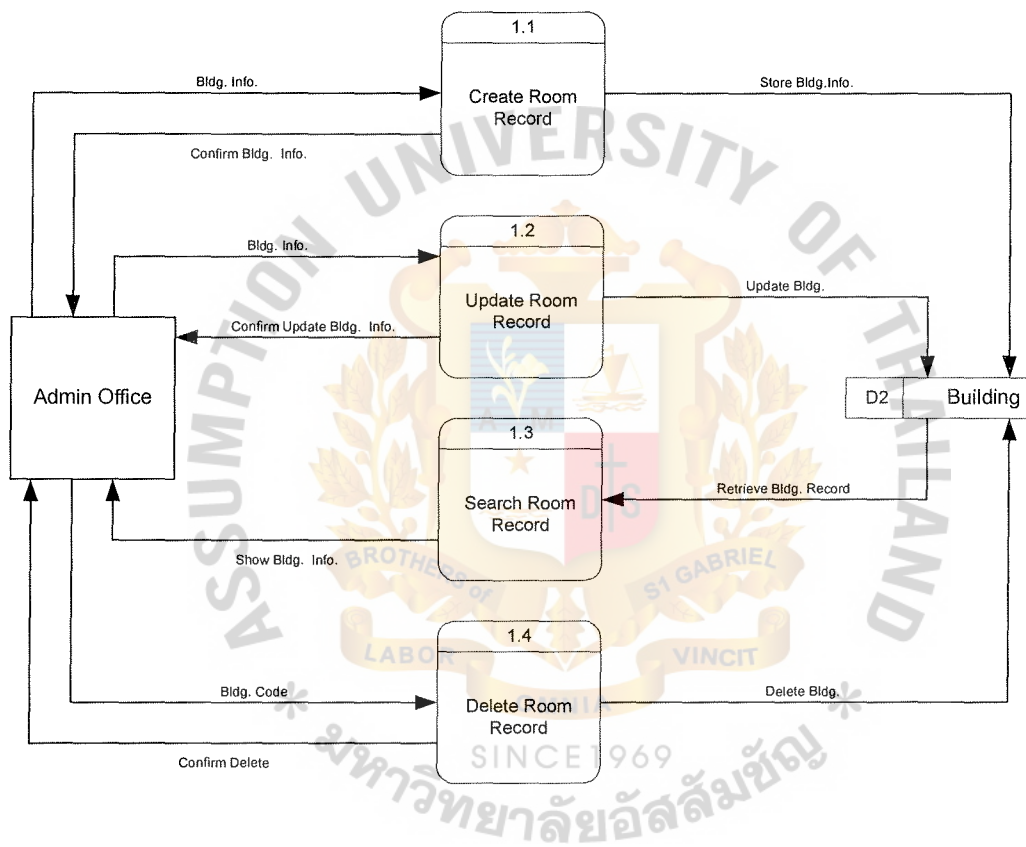 1.1
Create Room
Record
Bldg. Info.
Store Bldg.Info.
Confirm Bldg. Info.
1.2
Update Room
Record
Bldg. Info.
Update Bldg.
Confirm Update Bldg. Info.
Admin Office
D2
Building
1.3
Search Room
Record
Retrieve Bldg. Record
Show Bldg. Info.
1.4
Delete Room
Record
Bldg. Code
Delete Bldg.
Confirm Delete
ASSUMPTION UNIVERSITY OF THAILAND
A M
D S
BROTHERS of
S1 GABRIEL
LABOR
OMNIA
VINCIT
SINCE1969
* มหาวิทยาลัยอัสสัมชัญ *